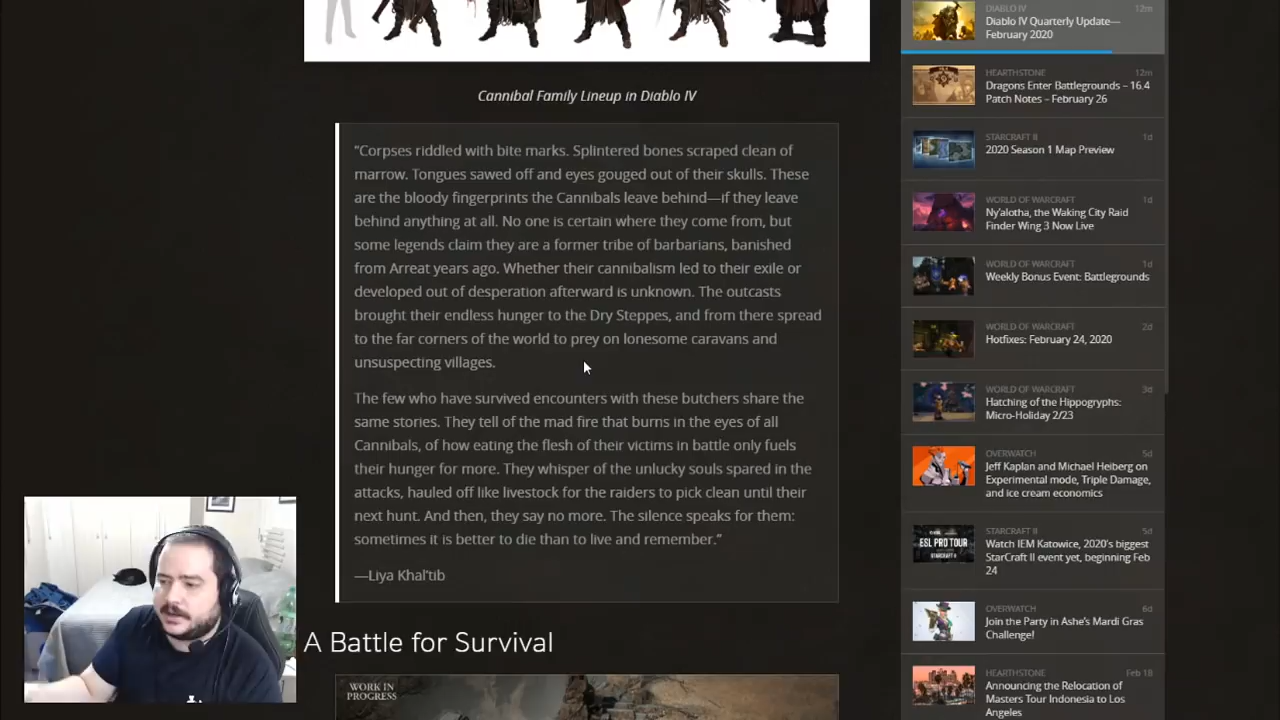 DIABLO IV 12m
Diablo IV Quarterly Update—
February 2020
Cannibal Family Lineup in Diablo IV
"Corpses riddled with bite marks. Splintered bones scraped clean of
marrow. Tongues sawed off and eyes gouged out of their skulls. These
are the bloody fingerprints the Cannibals leave behind—if they leave
behind anything at all. No one is certain where they come from, but
some legends claim they are a former tribe of barbarians, banished
from Arreat years ago. Whether their cannibalism led to their exile or
developed out of desperation afterward is unknown. The outcasts
brought their endless hunger to the Dry Steppes, and from there spread
to the far corners of the world to prey on lonesome caravans and
unsuspecting villages.
The few who have survived encounters with these butchers share the
same stories. They tell of the mad fire that burns in the eyes of all
Cannibals, of how eating the flesh of their victims in battle only fuels
their hunger for more. They whisper of the unlucky souls spared in the
attacks, hauled off like livestock for the raiders to pick clean until their
next hunt. And then, they say no more. The silence speaks for them:
sometimes it is better to die than to live and remember."
—Liya Khal'tib
A Battle for Survival
WORK IN
PROGRESS
HEARTHSTONE 12m
Dragons Enter Battlegrounds – 16.4
Patch Notes – February 26
STARCRAFT II 1d
2020 Season 1 Map Preview
WORLD OF WARCRAFT 1d
Ny'alotha, the Waking City Raid
Finder Wing 3 Now Live
WORLD OF WARCRAFT 1d
Weekly Bonus Event: Battlegrounds
WORLD OF WARCRAFT 2d
Hotfixes: February 24, 2020
WORLD OF WARCRAFT 3d
Hatching of the Hippogryphs:
Micro-Holiday 2/23
OVERWATCH 5d
Jeff Kaplan and Michael Heiberg on
Experimental mode, Triple Damage,
and ice cream economics
ESL PRO TOUR
STARCRAFT II
STARCRAFT II 5d
Watch IEM Katowice, 2020's biggest
StarCraft II event yet, beginning Feb
24
OVERWATCH 6d
Join the Party in Ashe's Mardi Gras
Challenge!
HEARTHSTONE Feb 18
Announcing the Relocation of
Masters Tour Indonesia to Los
Angeles